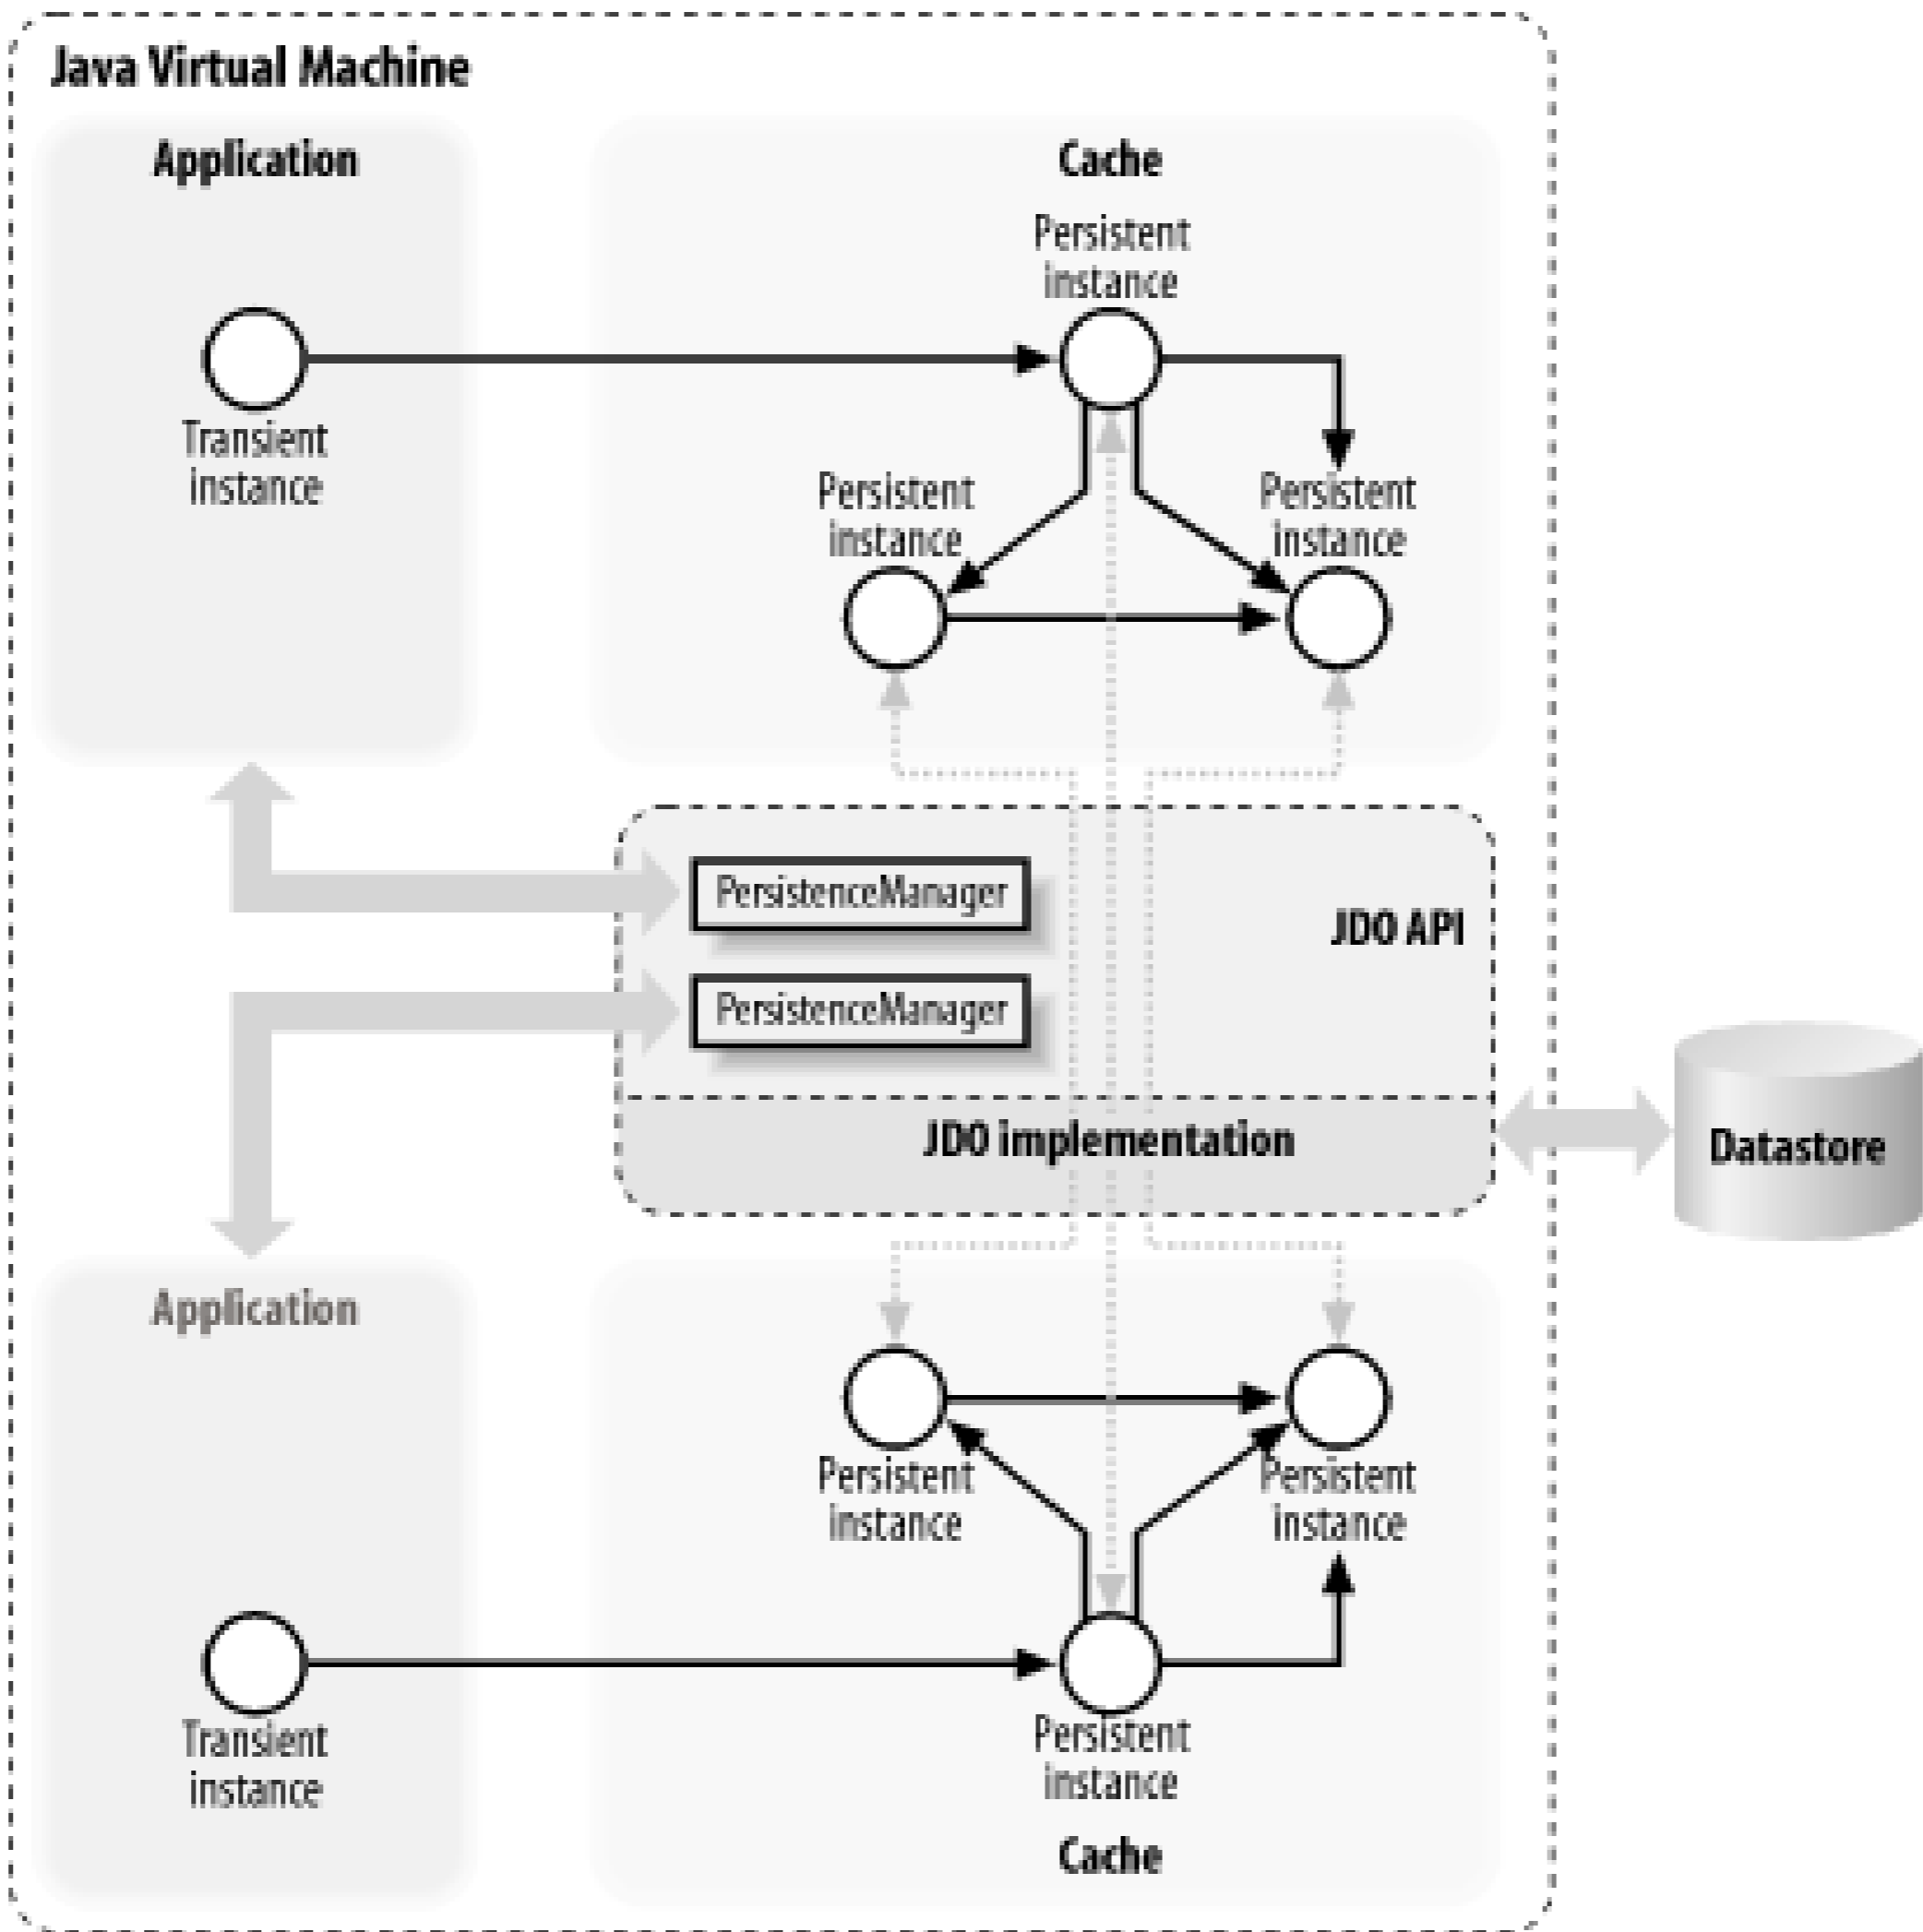 Java Virtual Machine
Application
Cache
Persistent
instance
Transient
instance
Persistent
instance
Persistent
instance
PersistenceManager
JDO API
PersistenceManager
JDO implementation
Datastore
Application
Persistent
instance
Persistent
instance
Transient
instance
Persistent
instance
Cache